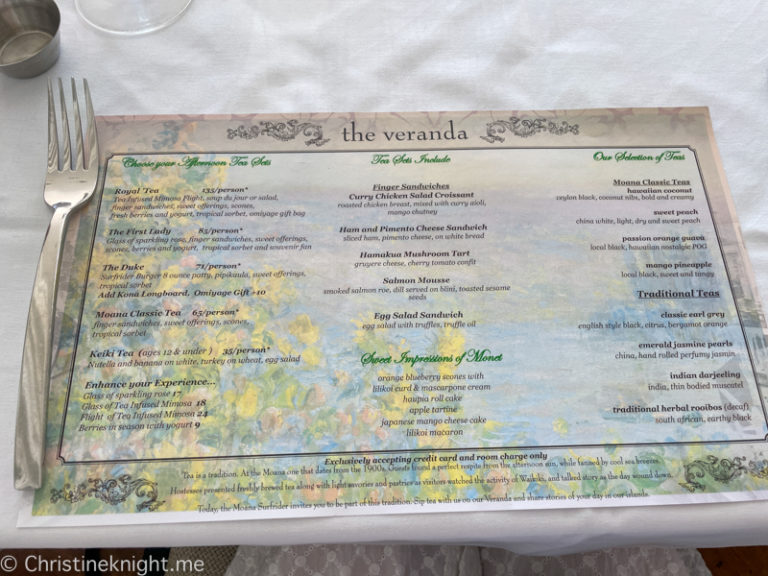 the veranda
Choose your Afternoon Tea Sets
Royal Tea 135/person*
Tea Infused Mimosa Flight, soup du jour or salad,
finger sandwiches, sweet offerings, scones,
fresh berries and yogurt, tropical sorbet, omiyage gift bag
The First Lady 85/person*
Glass of sparkling rose, finger sandwiches, sweet offerings,
scones, berries and yogurt, tropical sorbet and souvenir fan
The Duke 71/person*
Surfrider Burger 8 ounce patty, pipikaula, sweet offerings,
tropical sorbet
Add Kona Longboard, Omiyage Gift +10
Moana Classic Tea 65/person*
finger sandwiches, sweet offerings, scones,
tropical sorbet
Keiki Tea (ages 12 & under ) 35/person*
Nutella and banana on white, turkey on wheat, egg salad
Enhance your Experience...
Glass of sparkling rose 17
Glass of Tea Infused Mimosa 18
Flight of Tea Infused Mimosa 24
Berries in season with yogurt 9
Tea Sets Include
Finger Sandwiches
Curry Chicken Salad Croissant
roasted chicken breast, mixed with curry aioli,
mango chutney
Ham and Pimento Cheese Sandwich
sliced ham, pimento cheese, on white bread
Hamakua Mushroom Tart
gruyere cheese, cherry tomato confit
Salmon Mousse
smoked salmon roe, dill served on blini, toasted sesame
seeds
Egg Salad Sandwich
egg salad with truffles, truffle oil
Sweet Impressions of Monet
orange blueberry scones with
lilikoi curd & mascarpone cream
haupia roll cake
apple tartine
japanese mango cheese cake
lilikoi macaron
Our Selection of Teas
Moana Classic Teas
hawaiian coconut
ceylon black, coconut nibs, bold and creamy
sweet peach
china white, light, dry and sweet peach
passion orange guava
local black, hawaiian nostalgic POG
mango pineapple
local black, sweet and tangy
Traditional Teas
classic earl grey
english style black, citrus, bergamot orange
emerald jasmine pearls
china, hand rolled perfumy jasmin
indian darjeeling
india, thin bodied muscatel
traditional herbal rooibos (decaf)
south african, earthy black
Exclusively accepting credit card and room charge only
Tea is a tradition. At the Moana one that dates from the 1900s. Guests found a perfect respite from the afternoon sun, while fanned by cool sea breezes.
Hostesses presented freshly brewed tea along with light savories and pastries as visitors watched the activity of Waikiki, and talked story as the day wound down.
Today, the Moana Surfrider invites you to be part of this tradition. Sip tea with us on our Veranda and share stories of your day in our islands.
© Christineknight.me